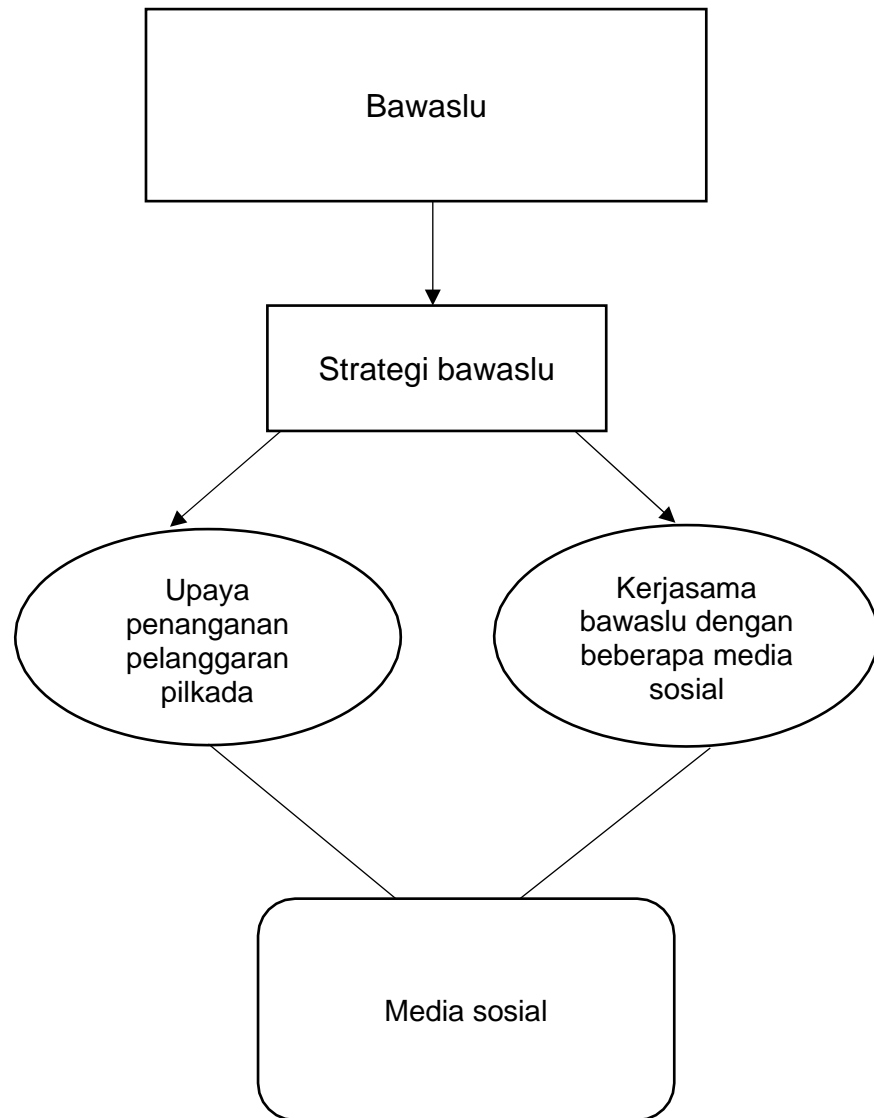 Bawaslu
Strategi bawaslu
Upaya
penanganan
pelanggaran
pilkada
Kerjasama
bawaslu dengan
beberapa media
sosial
Media sosial